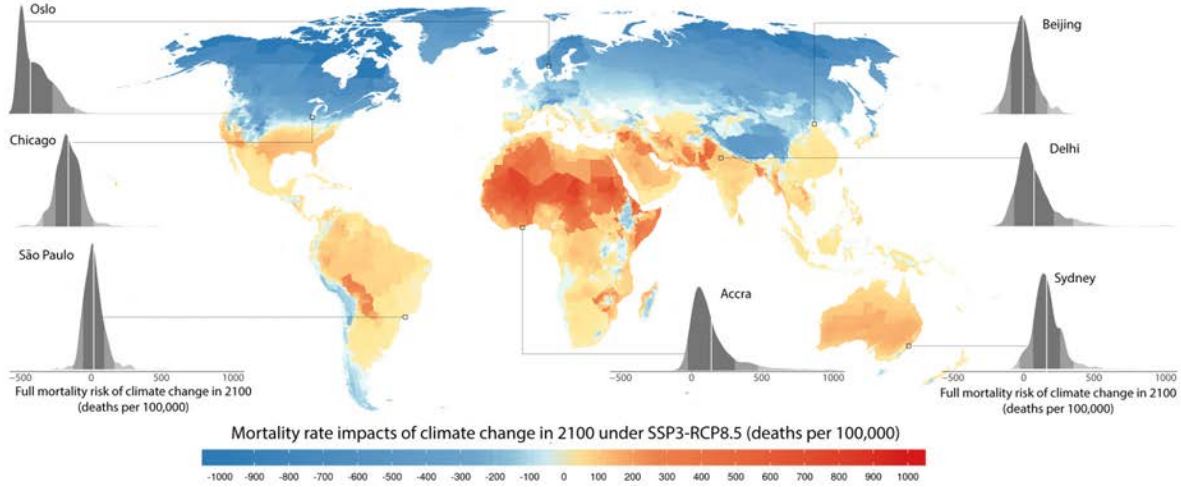 Oslo
Beijing
Chicago
Delhi
São Paulo
Accra
Sydney
−500 0 500 1000
−500 0 500 1000
−500 0 500 1000
Full mortality risk of climate change in 2100
(deaths per 100,000)
Full mortality risk of climate change in 2100
(deaths per 100,000)
Mortality rate impacts of climate change in 2100 under SSP3-RCP8.5 (deaths per 100,000)
-1000 -900 -800 -700 -600 -500 -400 -300 -200 -100 0 100 200 300 400 500 600 700 800 900 1000